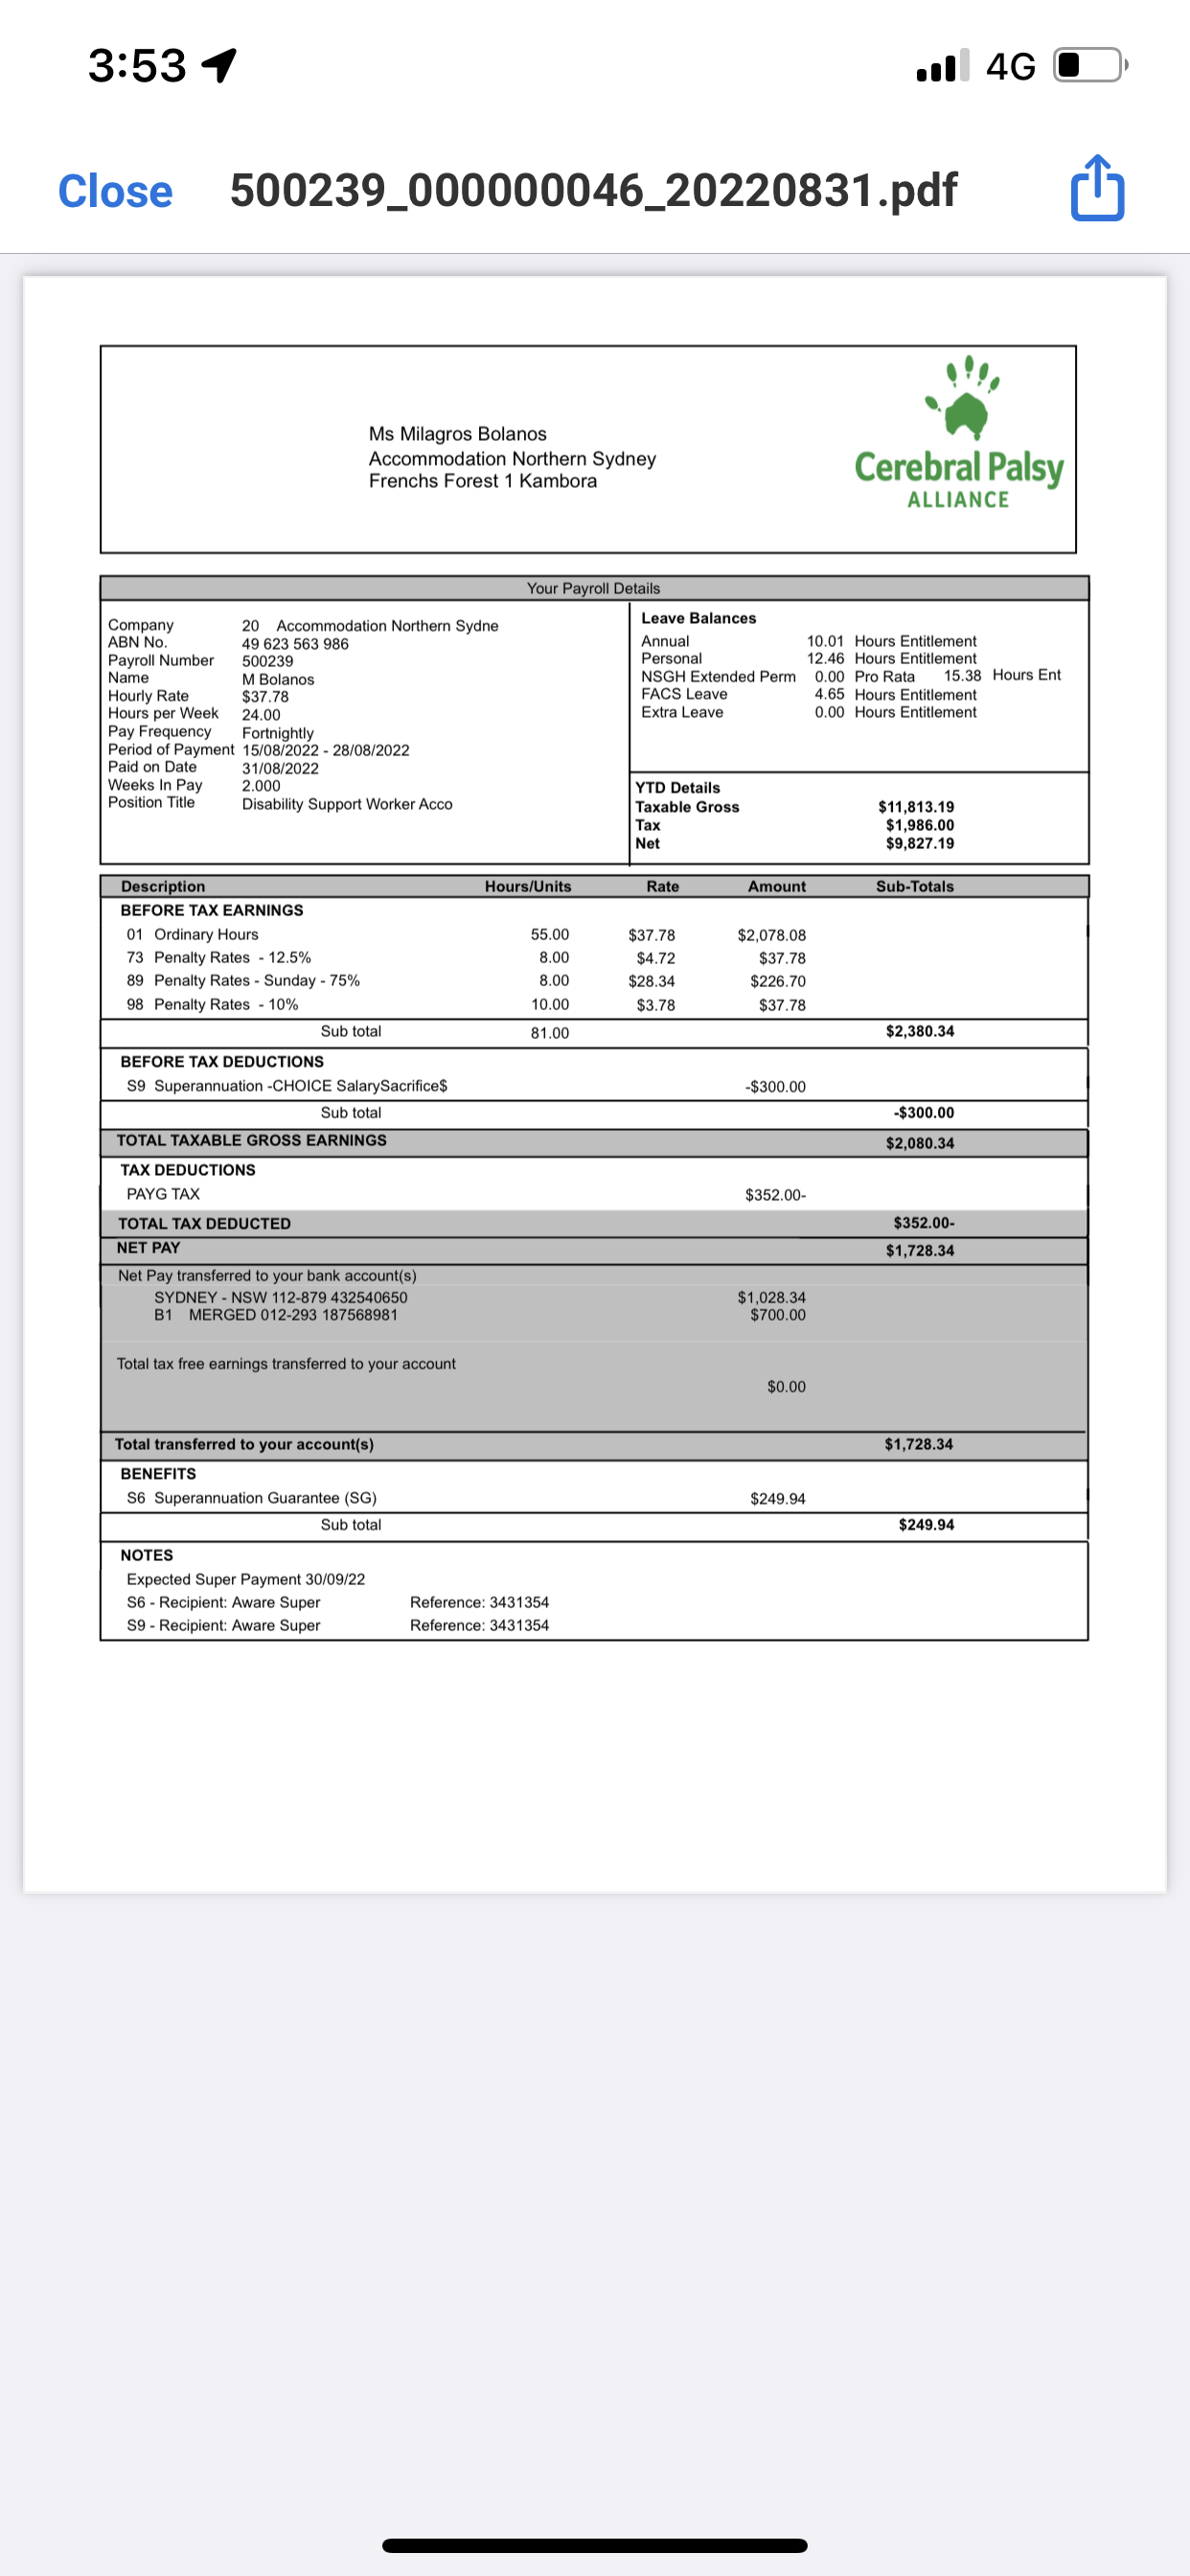 3:53 4G
Close 500239_000000046_20220831.pdf
Ms Milagros Bolanos
Accommodation Northern Sydney
Frenchs Forest 1 Kambora
Cerebral Palsy
ALLIANCE
Your Payroll Details
Company 20 Accommodation Northern Sydne
ABN No. 49 623 563 986
Payroll Number 500239
Name M Bolanos
Hourly Rate $37.78
Hours per Week 24.00
Pay Frequency Fortnightly
Period of Payment 15/08/2022 - 28/08/2022
Paid on Date 31/08/2022
Weeks In Pay 2.000
Position Title Disability Support Worker Acco
Leave Balances
Annual 10.01 Hours Entitlement
Personal 12.46 Hours Entitlement
NSGH Extended Perm 0.00 Pro Rata 15.38 Hours Ent
FACS Leave 4.65 Hours Entitlement
Extra Leave 0.00 Hours Entitlement
YTD Details
Taxable Gross $11,813.19
Tax $1,986.00
Net $9,827.19
Description Hours/Units Rate Amount Sub-Totals
BEFORE TAX EARNINGS
01 Ordinary Hours 55.00 $37.78 $2,078.08
73 Penalty Rates - 12.5% 8.00 $4.72 $37.78
89 Penalty Rates - Sunday - 75% 8.00 $28.34 $226.70
98 Penalty Rates - 10% 10.00 $3.78 $37.78
Sub total 81.00 $2,380.34
BEFORE TAX DEDUCTIONS
S9 Superannuation -CHOICE SalarySacrifice$ -$300.00
Sub total -$300.00
TOTAL TAXABLE GROSS EARNINGS $2,080.34
TAX DEDUCTIONS
PAYG TAX $352.00-
TOTAL TAX DEDUCTED $352.00-
NET PAY $1,728.34
Net Pay transferred to your bank account(s)
SYDNEY - NSW 112-879 432540650 $1,028.34
B1 MERGED 012-293 187568981 $700.00
Total tax free earnings transferred to your account
$0.00
Total transferred to your account(s) $1,728.34
BENEFITS
S6 Superannuation Guarantee (SG) $249.94
Sub total $249.94
NOTES
Expected Super Payment 30/09/22
S6 - Recipient: Aware Super Reference: 3431354
S9 - Recipient: Aware Super Reference: 3431354